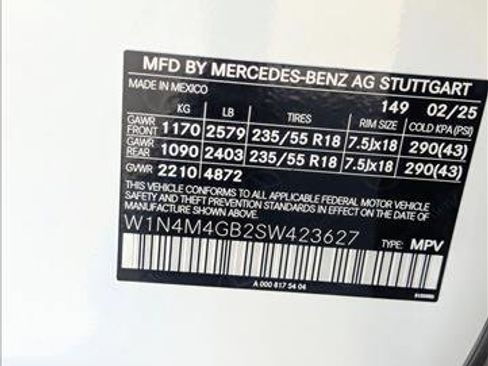 MFD BY MERCEDES-BENZ AG STUTTGART
MADE IN MEXICO 149 02/25
KG LB TIRES RIM SIZE COLD KPA (PSI)
GAWR FRONT 1170 2579 235/55 R18 7.5Jx18 290(43)
GAWR REAR 1090 2403 235/55 R18 7.5Jx18 290(43)
GVWR 2210 4872
THIS VEHICLE CONFORMS TO ALL APPLICABLE FEDERAL MOTOR VEHICLE
SAFETY AND THEFT PREVENTION STANDARDS IN EFFECT ON THE DATE OF
MANUFACTURE SHOWN ABOVE.
W1N4M4GB2SW423627 TYPE: MPV
A 000 817 54 04